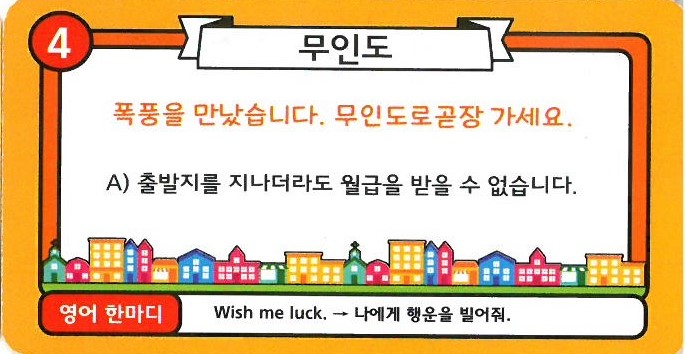 4
무인도
폭풍을 만났습니다. 무인도로곧장 가세요.
A) 출발지를 지나더라도 월급을 받을 수 없습니다.
영어 한마디
Wish me luck. → 나에게 행운을 빌어줘.